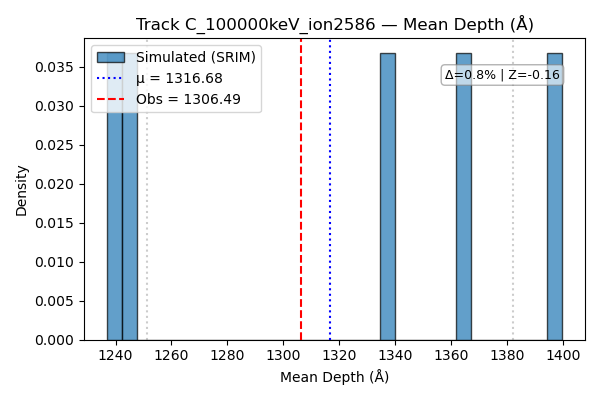 Track C_100000keV_ion2586 — Mean Depth (Å)
Simulated (SRIM)
μ = 1316.68
Obs = 1306.49
Δ=0.8% | Z=-0.16
0.035
0.030
0.025
0.020
0.015
0.010
0.005
0.000
Density
1240 1260 1280 1300 1320 1340 1360 1380 1400
Mean Depth (Å)